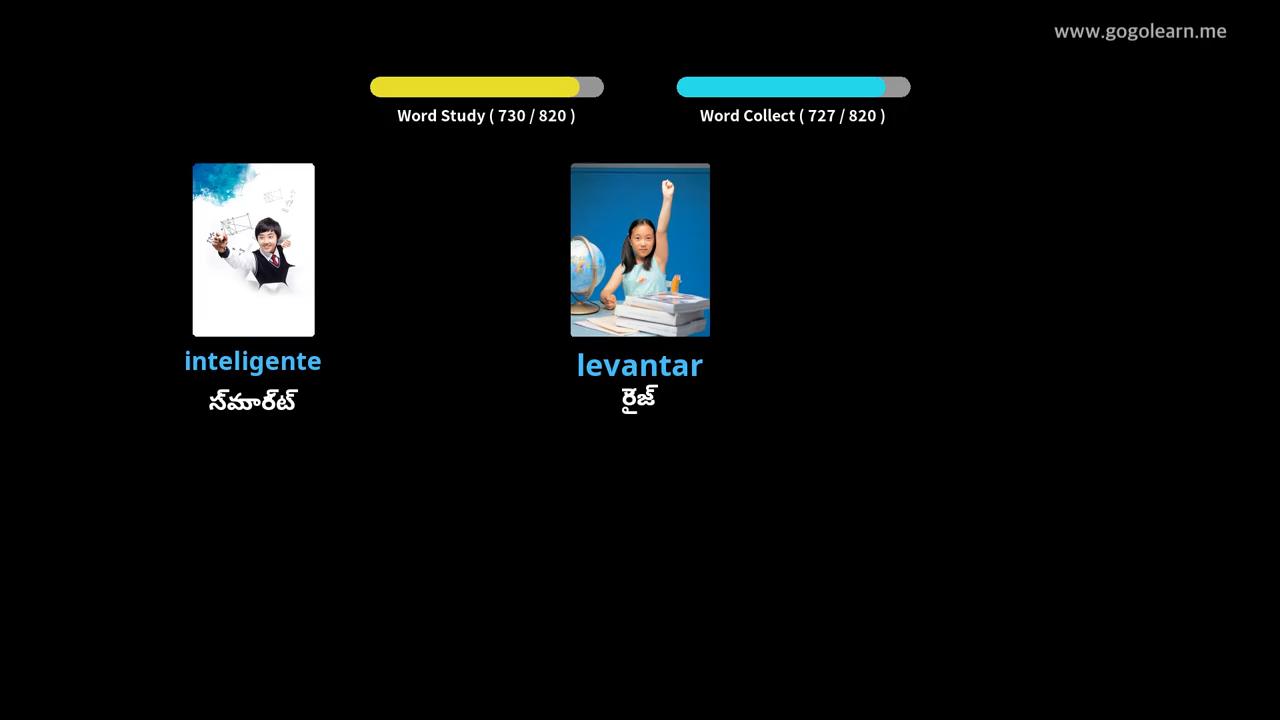 www.gogolearn.me
Word Study ( 730 / 820 )
Word Collect ( 727 / 820 )
inteligente
స్‌మార్‌ట్
levantar
రైజ్